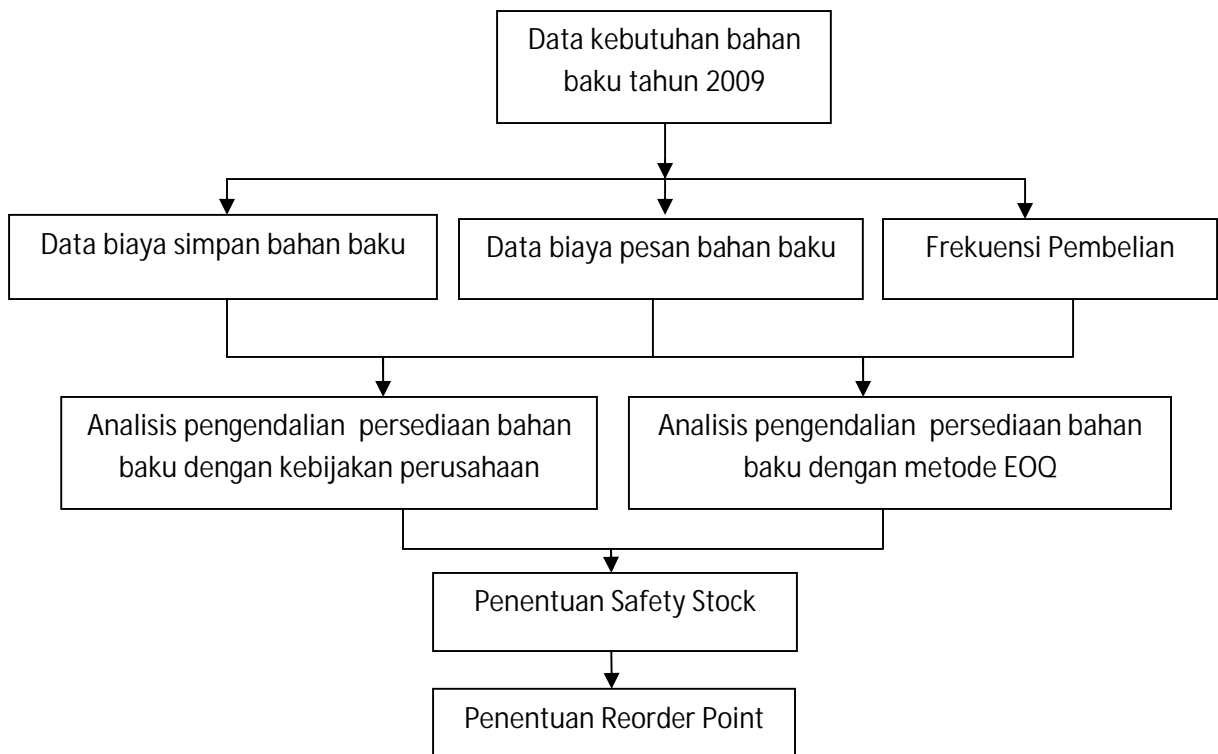 Data kebutuhan bahan
baku tahun 2009
Data biaya simpan bahan baku
Data biaya pesan bahan baku
Frekuensi Pembelian
Analisis pengendalian  persediaan bahan
baku dengan kebijakan perusahaan
Analisis pengendalian  persediaan bahan
baku dengan metode EOQ
Penentuan Safety Stock
Penentuan Reorder Point